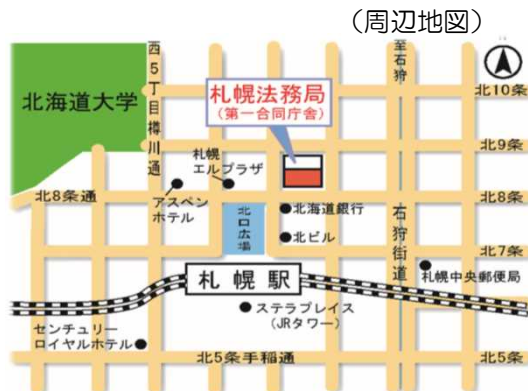 （周辺地図）
西5丁目樽川通
至石狩
北海道大学
札幌法務局
（第一合同庁舎）
北10条
札幌
エルプラザ
北9条
北8条通
アスペン
ホテル
北口広場
北海道銀行
北ビル
石狩街道
北8条
北7条
札幌中央郵便局
札幌駅
ステラプレイス
（JRタワー）
センチュリー
ロイヤルホテル
北5条手稲通
北5条